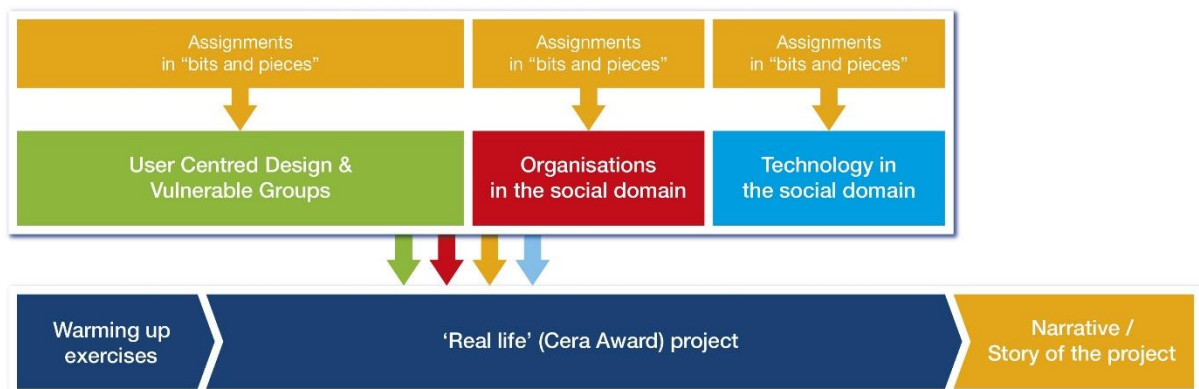 Assignments
in "bits and pieces"
Assignments
in "bits and pieces"
Assignments
in "bits and pieces"
User Centred Design &
Vulnerable Groups
Organisations
in the social domain
Technology in
the social domain
Warming up
exercises
‘Real life’ (Cera Award) project
Narrative /
Story of the project